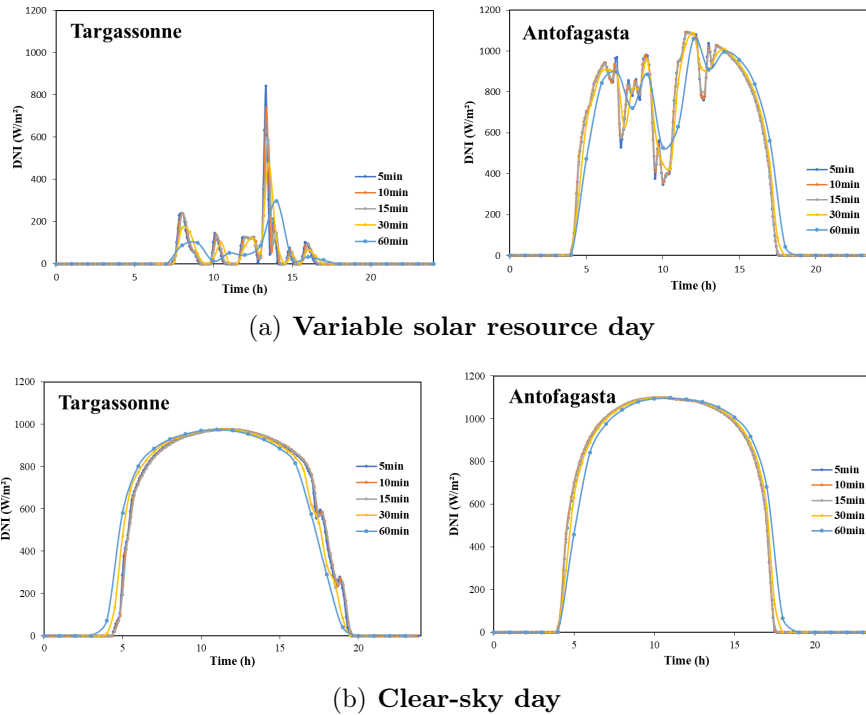 Targassonne
1200
1000
800
600
400
200
0
DNI (W/m²)
0
5
10
15
20
Time (h)
5min
10min
15min
30min
60min
Antofagasta
1200
1000
800
600
400
200
0
DNI (W/m²)
0
5
10
15
20
Time (h)
5min
10min
15min
30min
60min
(a) Variable solar resource day
Targassonne
1200
1000
800
600
400
200
0
DNI (W/m²)
0
5
10
15
20
Time (h)
5min
10min
15min
30min
60min
Antofagasta
1200
1000
800
600
400
200
0
DNI (W/m²)
0
5
10
15
20
Time (h)
5min
10min
15min
30min
60min
(b) Clear-sky day